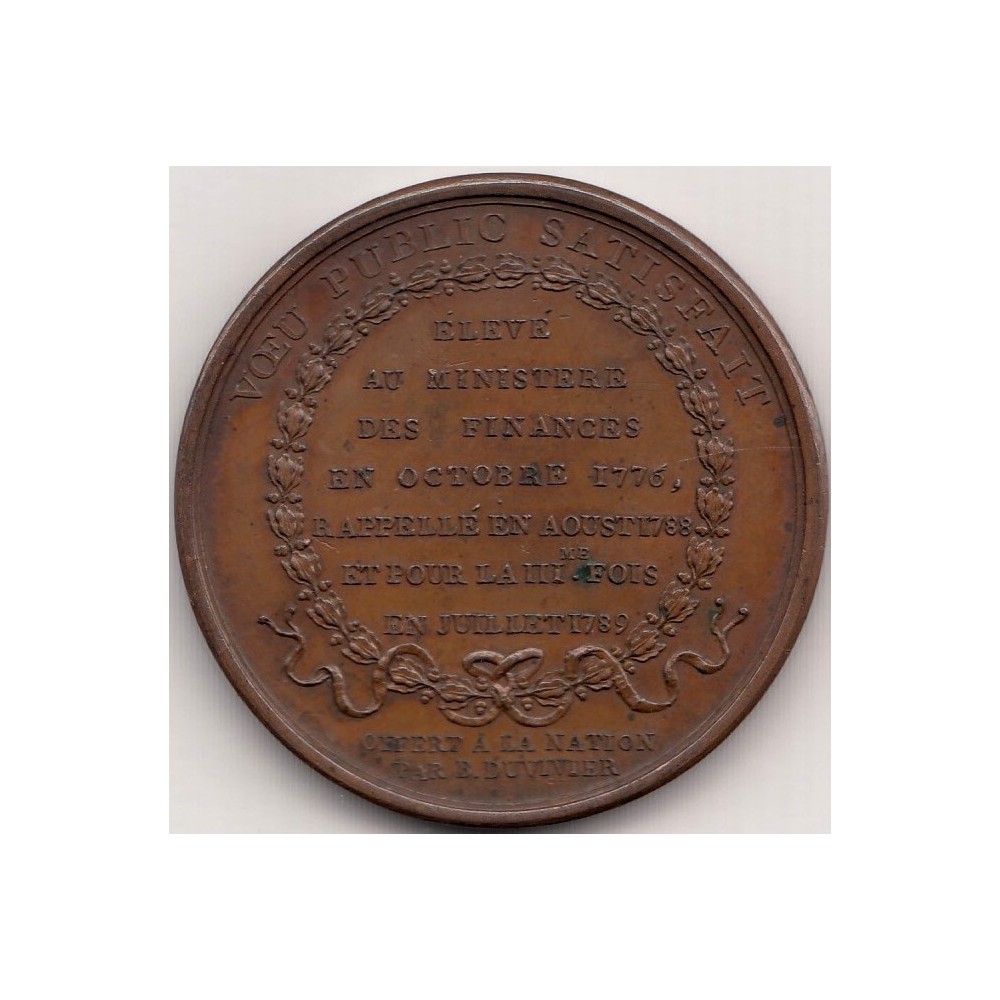 VŒU PUBLIC SATISFAIT
ÉLEVÉ
AU MINISTERE
DES FINANCES
EN OCTOBRE 1776,
RAPPELLÉ EN AOUST 1788
ET POUR LA III.ME FOIS
EN JUILLET 1789
OFFERT À LA NATION
PAR B. DUVIVIER